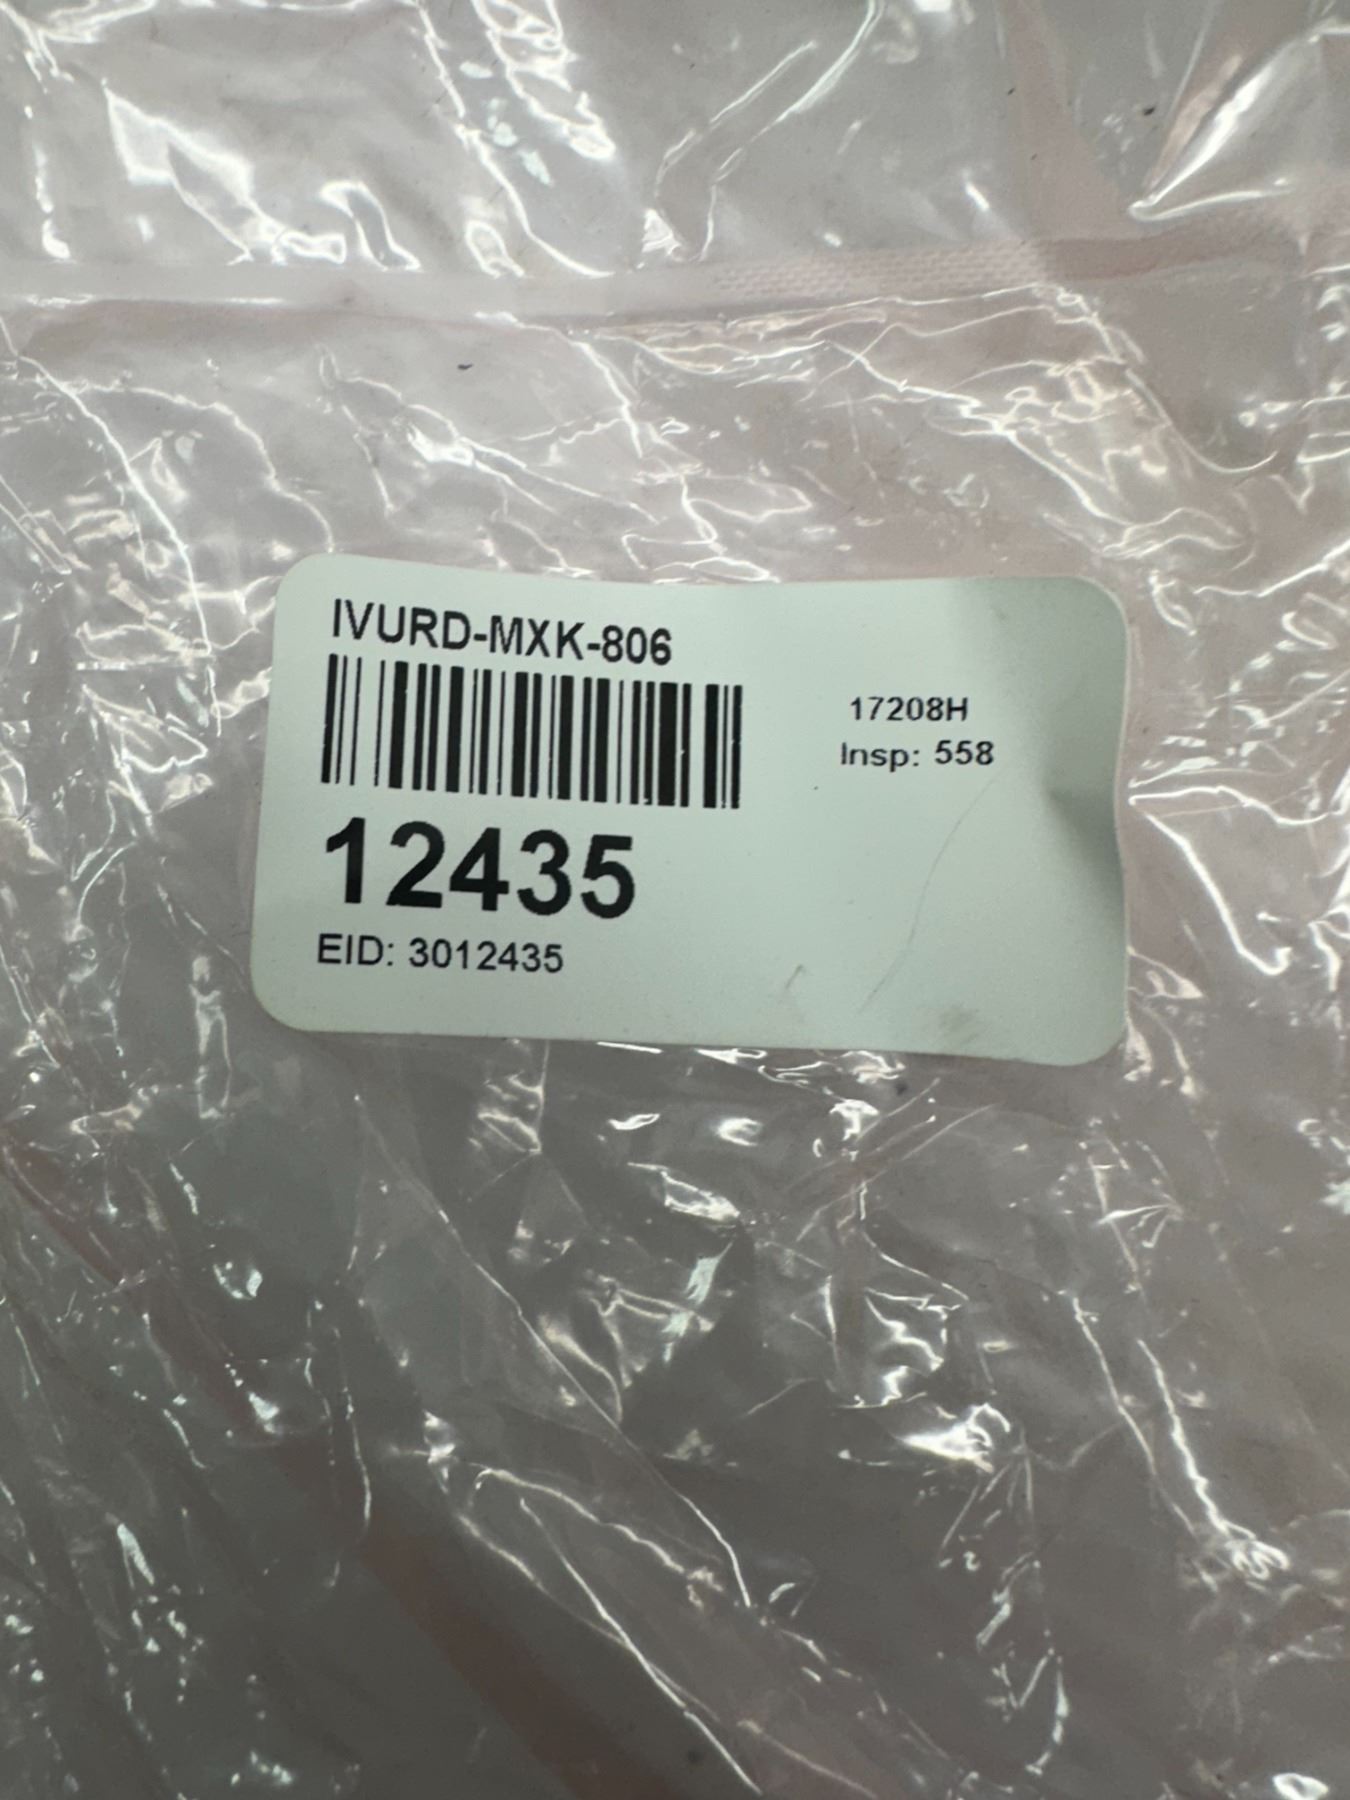 IVURD-MXK-806
17208H
Insp: 558
12435
EID: 3012435